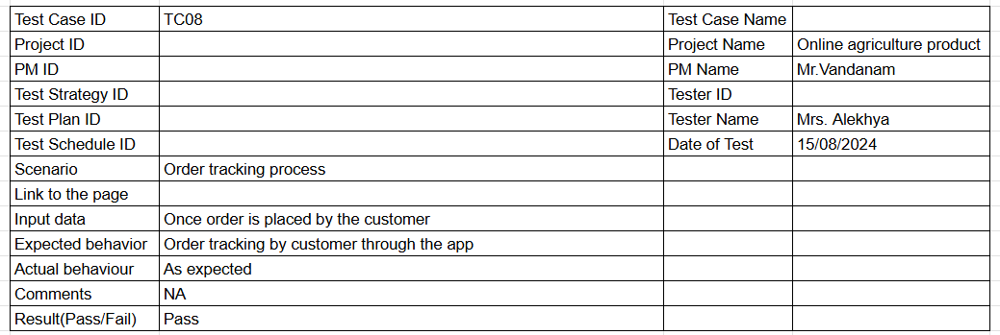 Test Case ID TC08 Test Case Name
Project ID Project Name Online agriculture product
PM ID PM Name Mr.Vandanam
Test Strategy ID Tester ID
Test Plan ID Tester Name Mrs. Alekhya
Test Schedule ID Date of Test 15/08/2024
Scenario Order tracking process
Link to the page
Input data Once order is placed by the customer
Expected behavior Order tracking by customer through the app
Actual behaviour As expected
Comments NA
Result(Pass/Fail) Pass